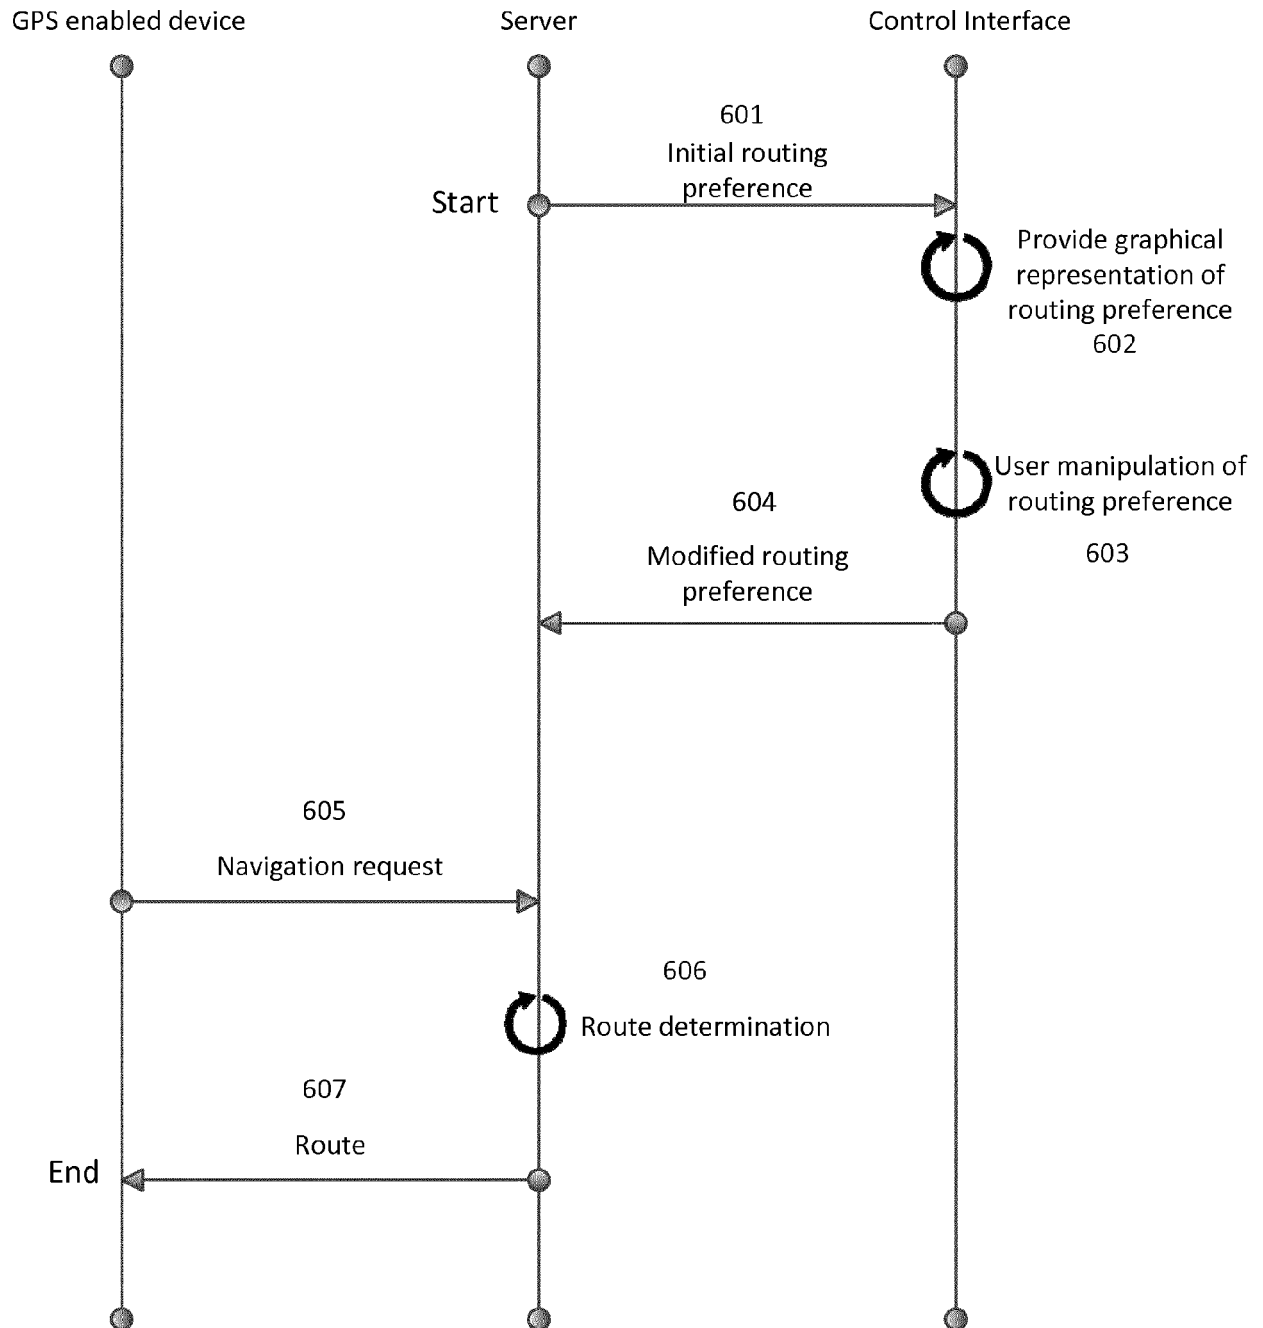 GPS enabled device
Server
Control Interface
601
Initial routing
preference
Start
Provide graphical
representation of
routing preference
602
User manipulation of
routing preference
603
604
Modified routing
preference
605
Navigation request
606
Route determination
607
Route
End